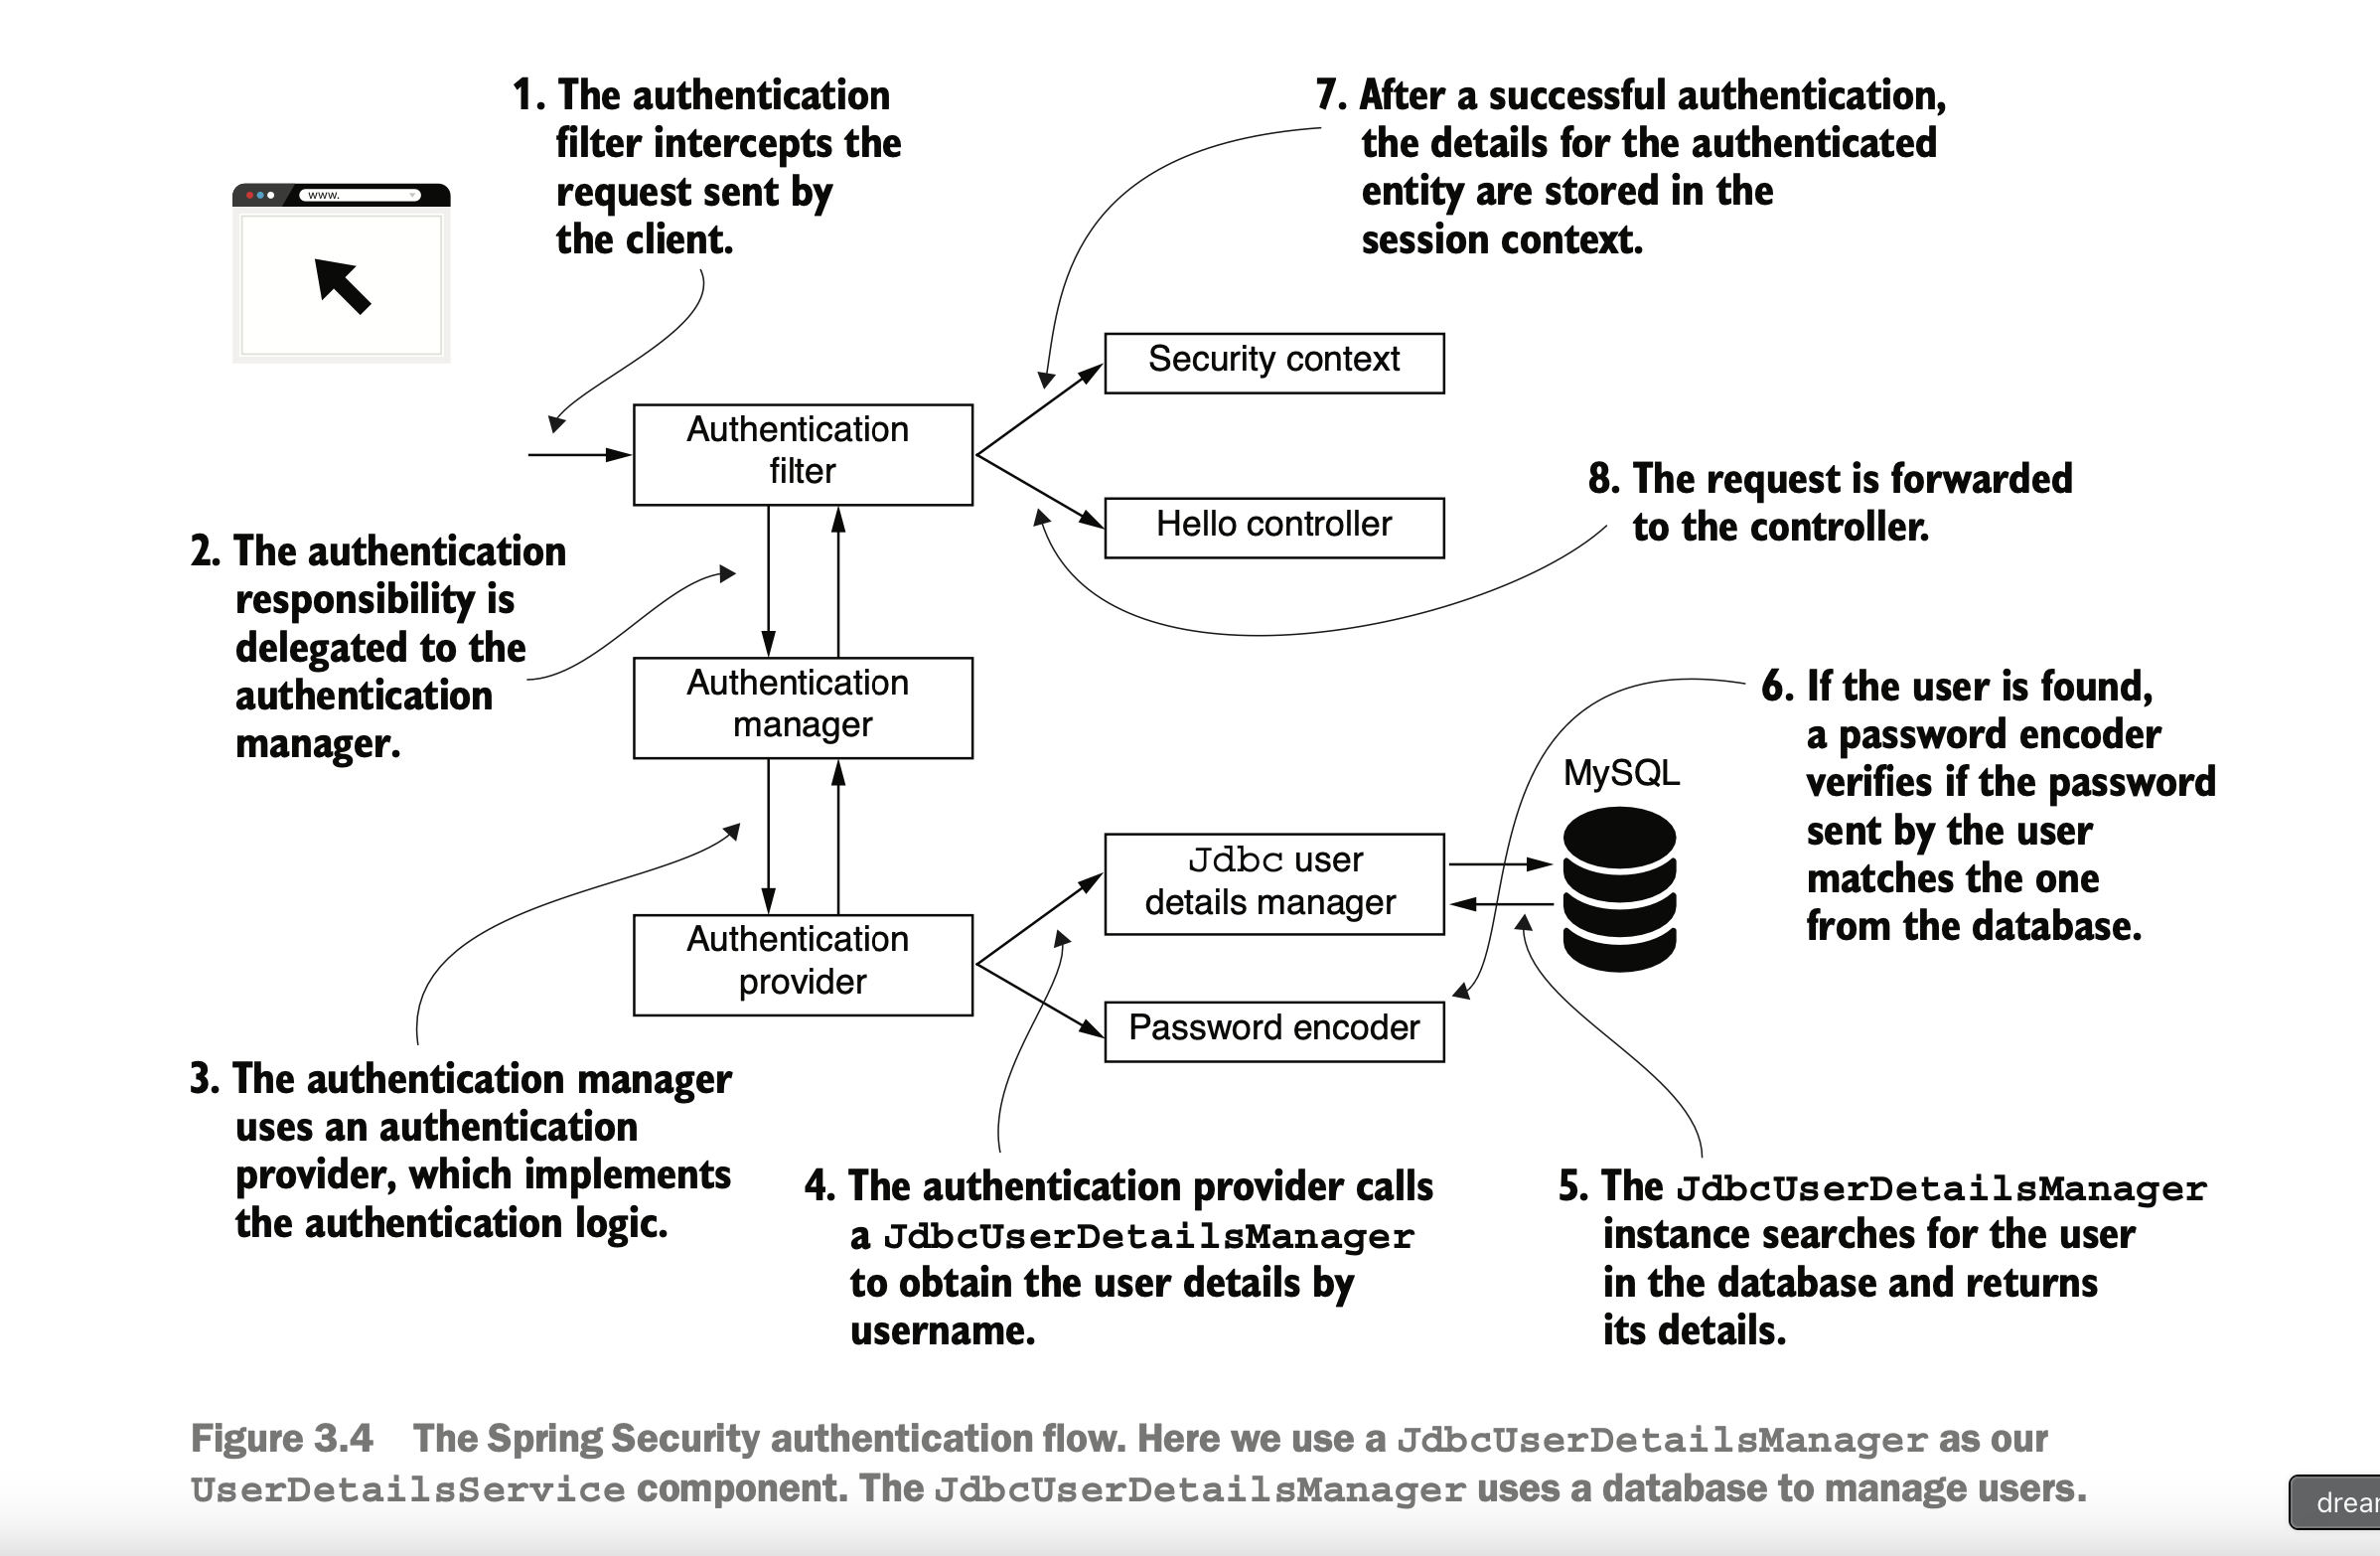 1. The authentication
filter intercepts the
request sent by
the client.
7. After a successful authentication,
the details for the authenticated
entity are stored in the
session context.
www.
Security context
Authentication
filter
Hello controller
8. The request is forwarded
to the controller.
2. The authentication
responsibility is
delegated to the
authentication
manager.
Authentication
manager
6. If the user is found,
a password encoder
verifies if the password
sent by the user
matches the one
from the database.
MySQL
Jdbc user
details manager
Authentication
provider
Password encoder
3. The authentication manager
uses an authentication
provider, which implements
the authentication logic.
4. The authentication provider calls
a JdbcUserDetailsManager
to obtain the user details by
username.
5. The JdbcUserDetailsManager
instance searches for the user
in the database and returns
its details.
Figure 3.4 The Spring Security authentication flow. Here we use a JdbcUserDetailsManager as our
UserDetailsService component. The JdbcUserDetailsManager uses a database to manage users.